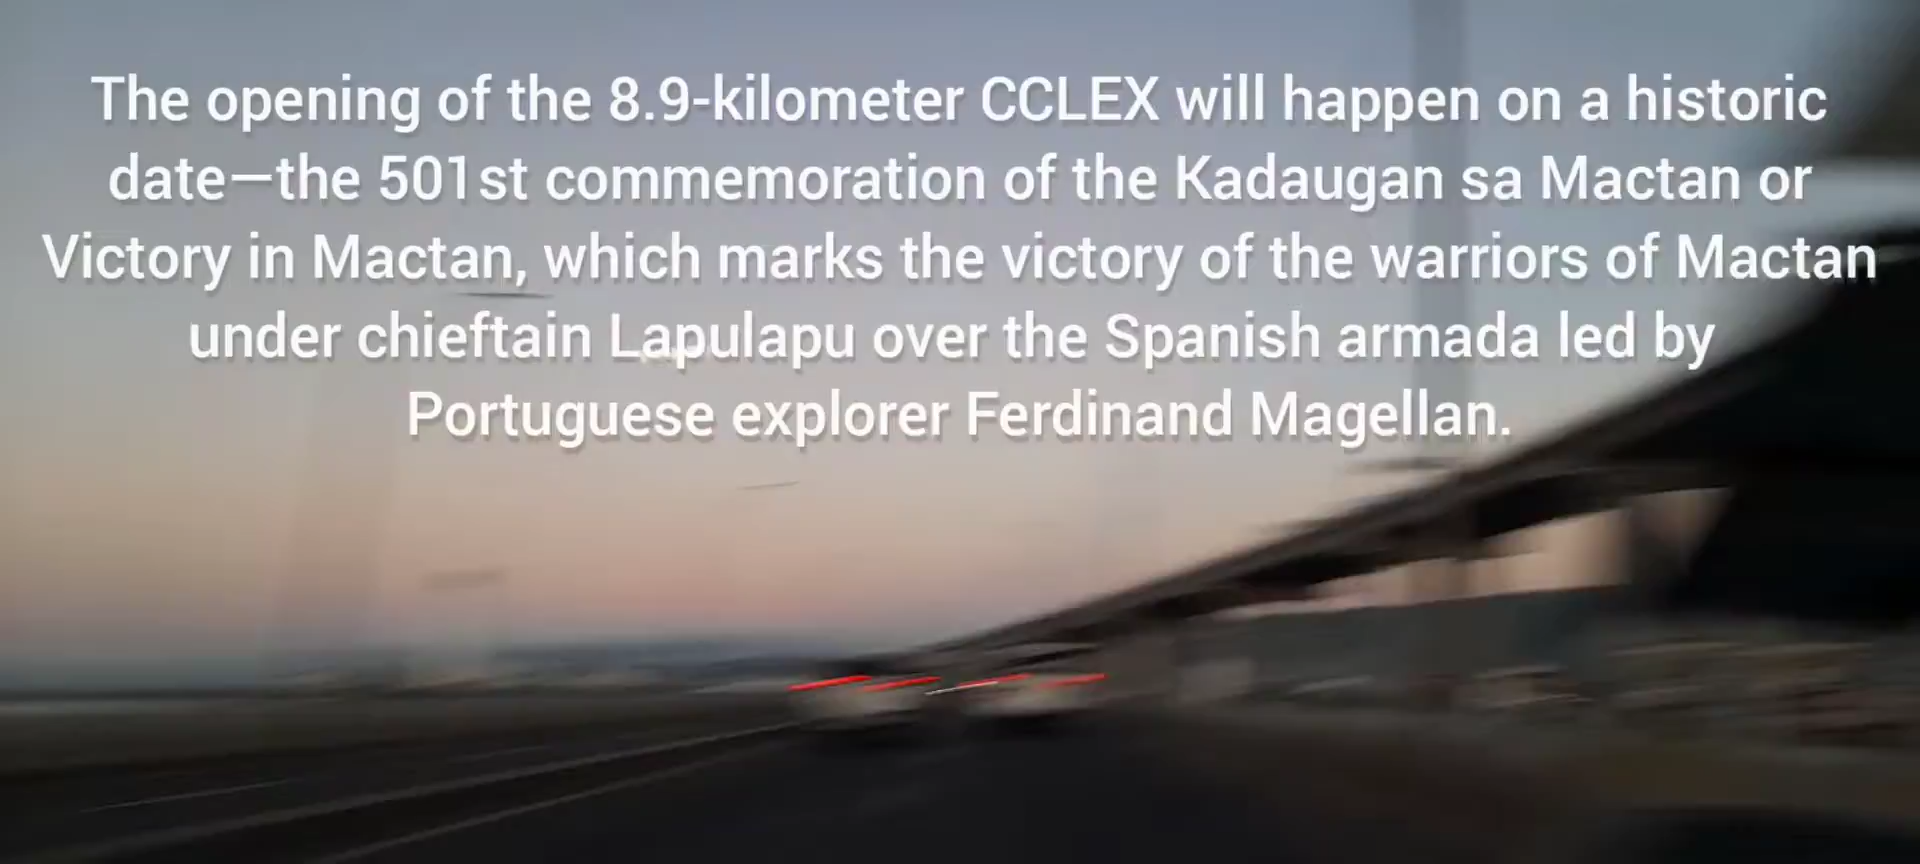 The opening of the 8.9-kilometer CCLEX will happen on a historic
date—the 501st commemoration of the Kadaugan sa Mactan or
Victory in Mactan, which marks the victory of the warriors of Mactan
under chieftain Lapulapu over the Spanish armada led by
Portuguese explorer Ferdinand Magellan.